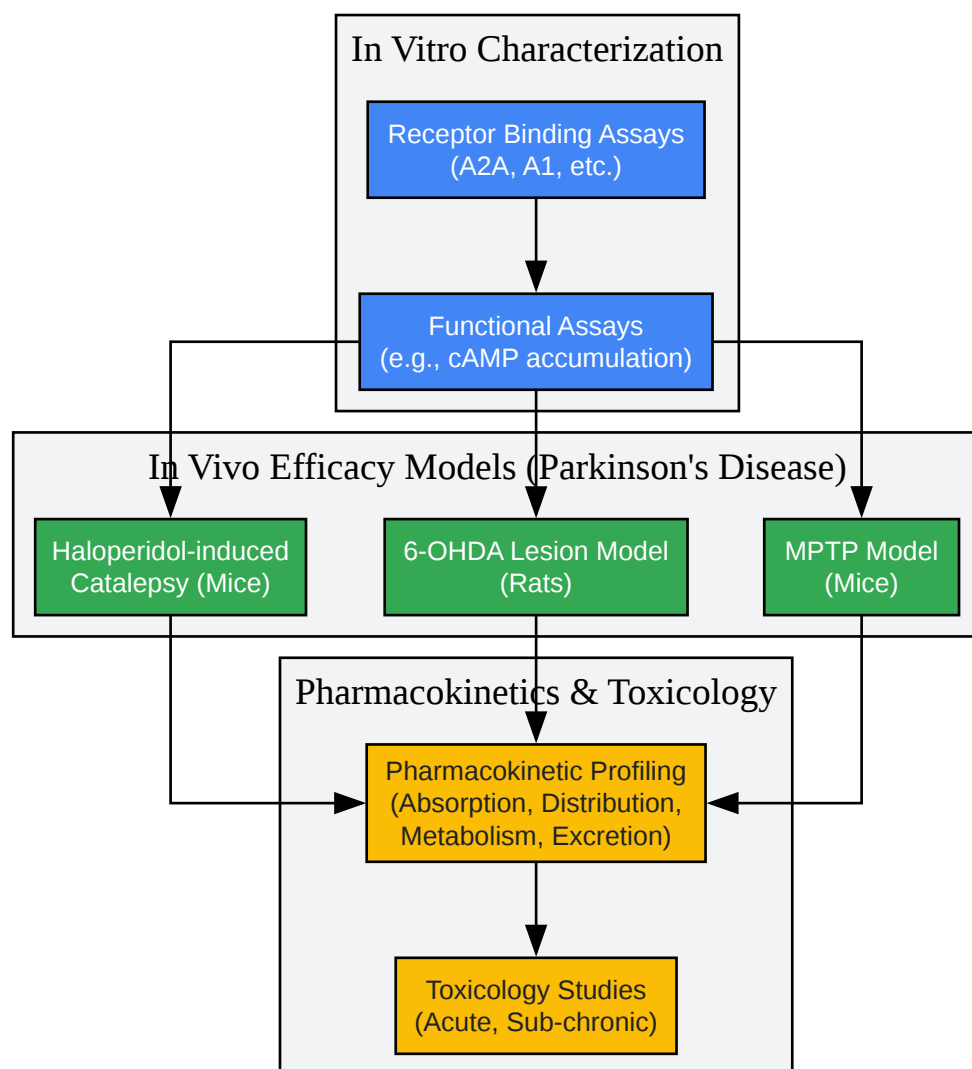 In Vitro Characterization
Receptor Binding Assays
(A2A, A1, etc.)
Functional Assays
(e.g., cAMP accumulation)
In Vivo Efficacy Models (Parkinson's Disease)
Haloperidol-induced
Catalepsy (Mice)
6-OHDA Lesion Model
(Rats)
MPTP Model
(Mice)
Pharmacokinetics & Toxicology
Pharmacokinetic Profiling
(Absorption, Distribution,
Metabolism, Excretion)
Toxicology Studies
(Acute, Sub-chronic)